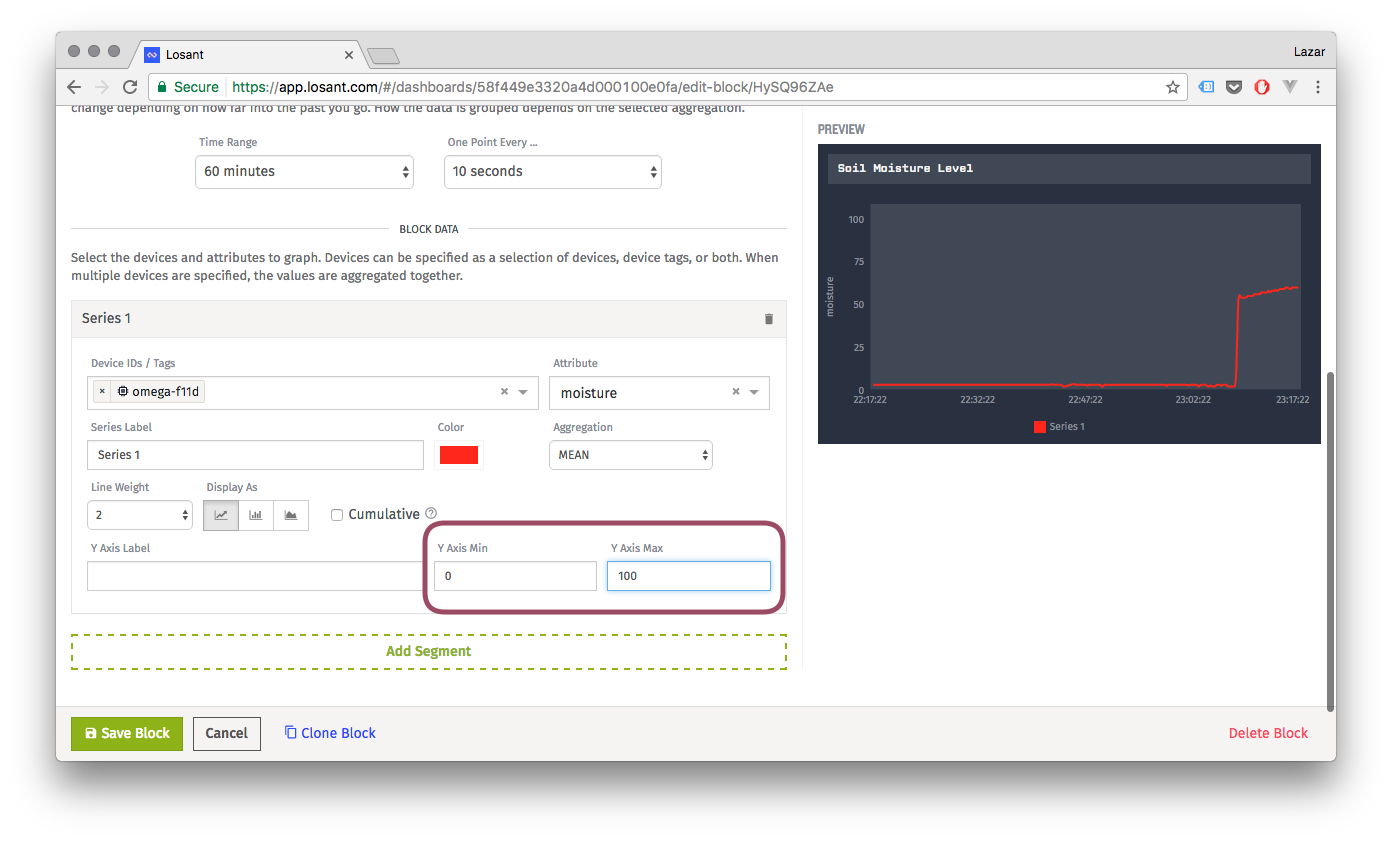 Losant
Lazar
Secure https://app.losant.com/#/dashboards/58f449e3320a4d000100e0fa/edit-block/HySQ96ZAe
change depending on how far into the past you go. How the data is grouped depends on the selected aggregation.
Time Range
One Point Every ...
60 minutes
10 seconds
BLOCK DATA
Select the devices and attributes to graph. Devices can be specified as a selection of devices, device tags, or both. When
multiple devices are specified, the values are aggregated together.
Series 1
Device IDs / Tags
Attribute
× omega-f11d ×
moisture ×
Series Label
Color
Aggregation
Series 1
MEAN
Line Weight
Display As
2
Cumulative ?
Y Axis Label
Y Axis Min
Y Axis Max
0
100
Add Segment
Save Block
Cancel
Clone Block
Delete Block
PREVIEW
Soil Moisture Level
100
75
50
25
0
moisture
22:17:22
22:32:22
22:47:22
23:02:22
23:17:22
Series 1